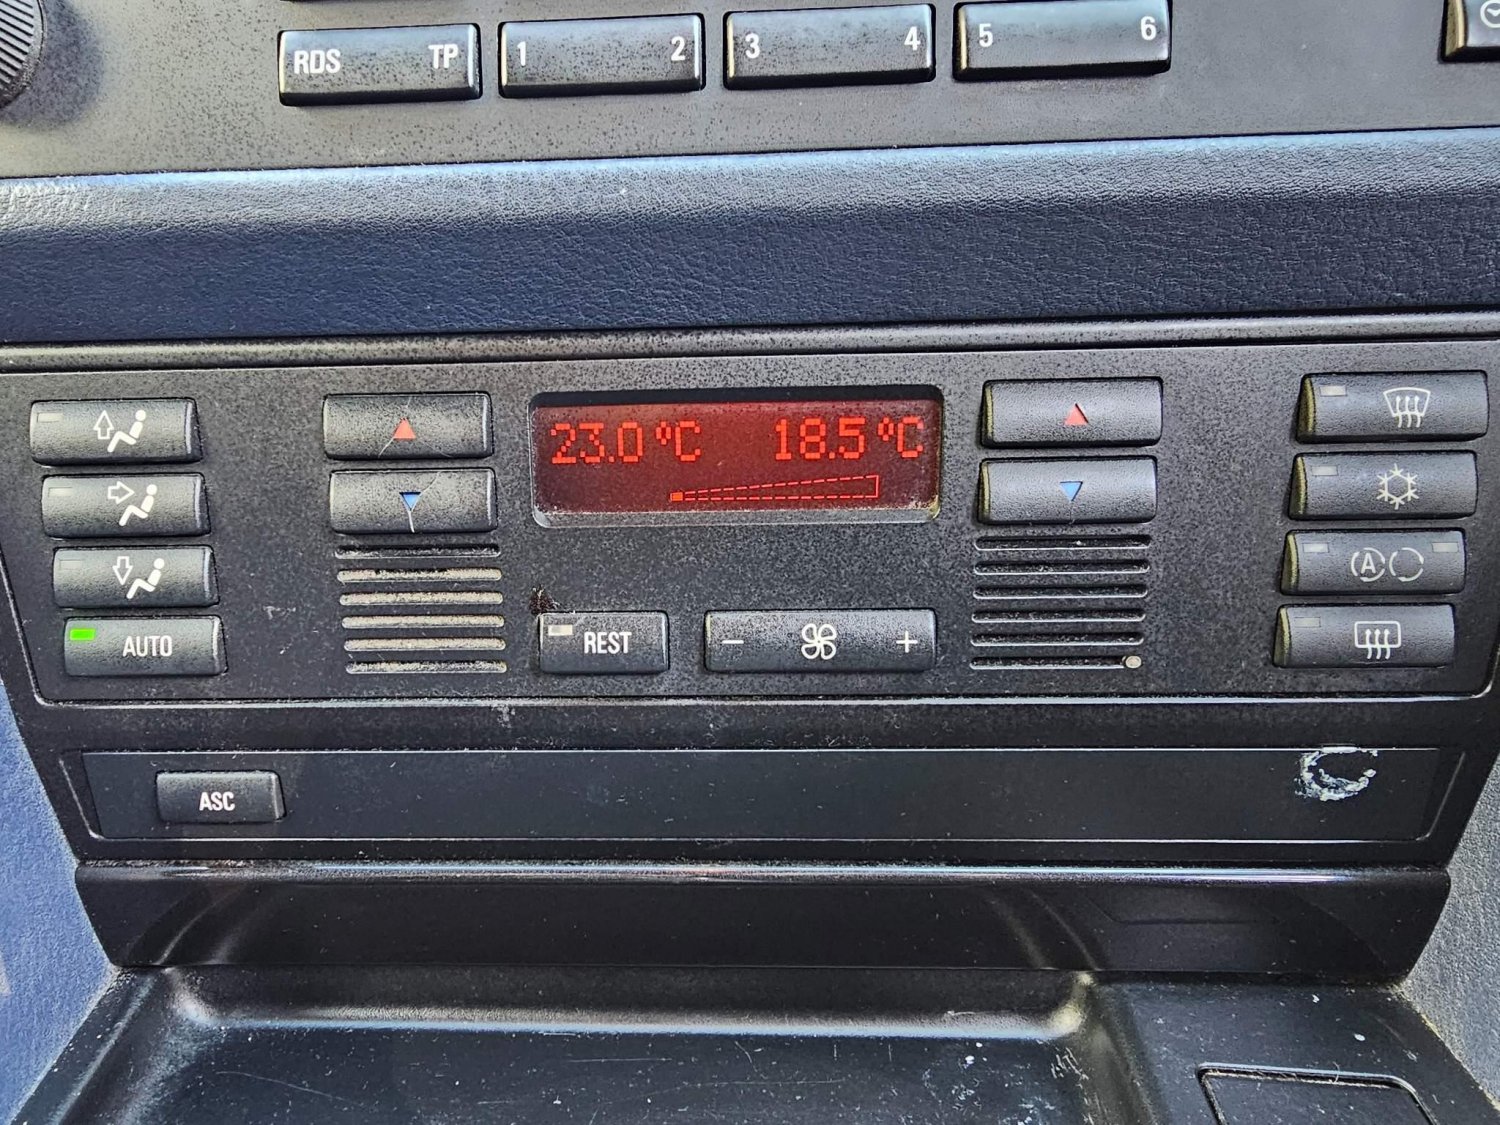 RDS TP 1 2 3 4 5 6
23.0°C 18.5°C
A
AUTO REST - +
ASC